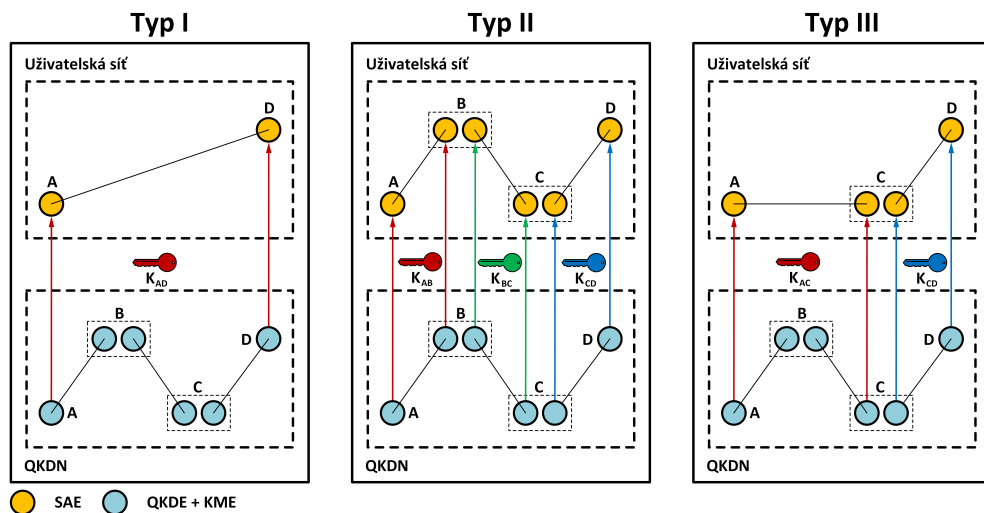 Typ I
Uživatelská síť
D
A
K_AD
B
D
C
A
QKDN
Typ II
Uživatelská síť
B
D
A
C
K_AB
K_BC
K_CD
B
D
C
A
QKDN
Typ III
Uživatelská síť
D
A
C
K_AC
K_CD
B
D
C
A
QKDN
SAE
QKDE + KME